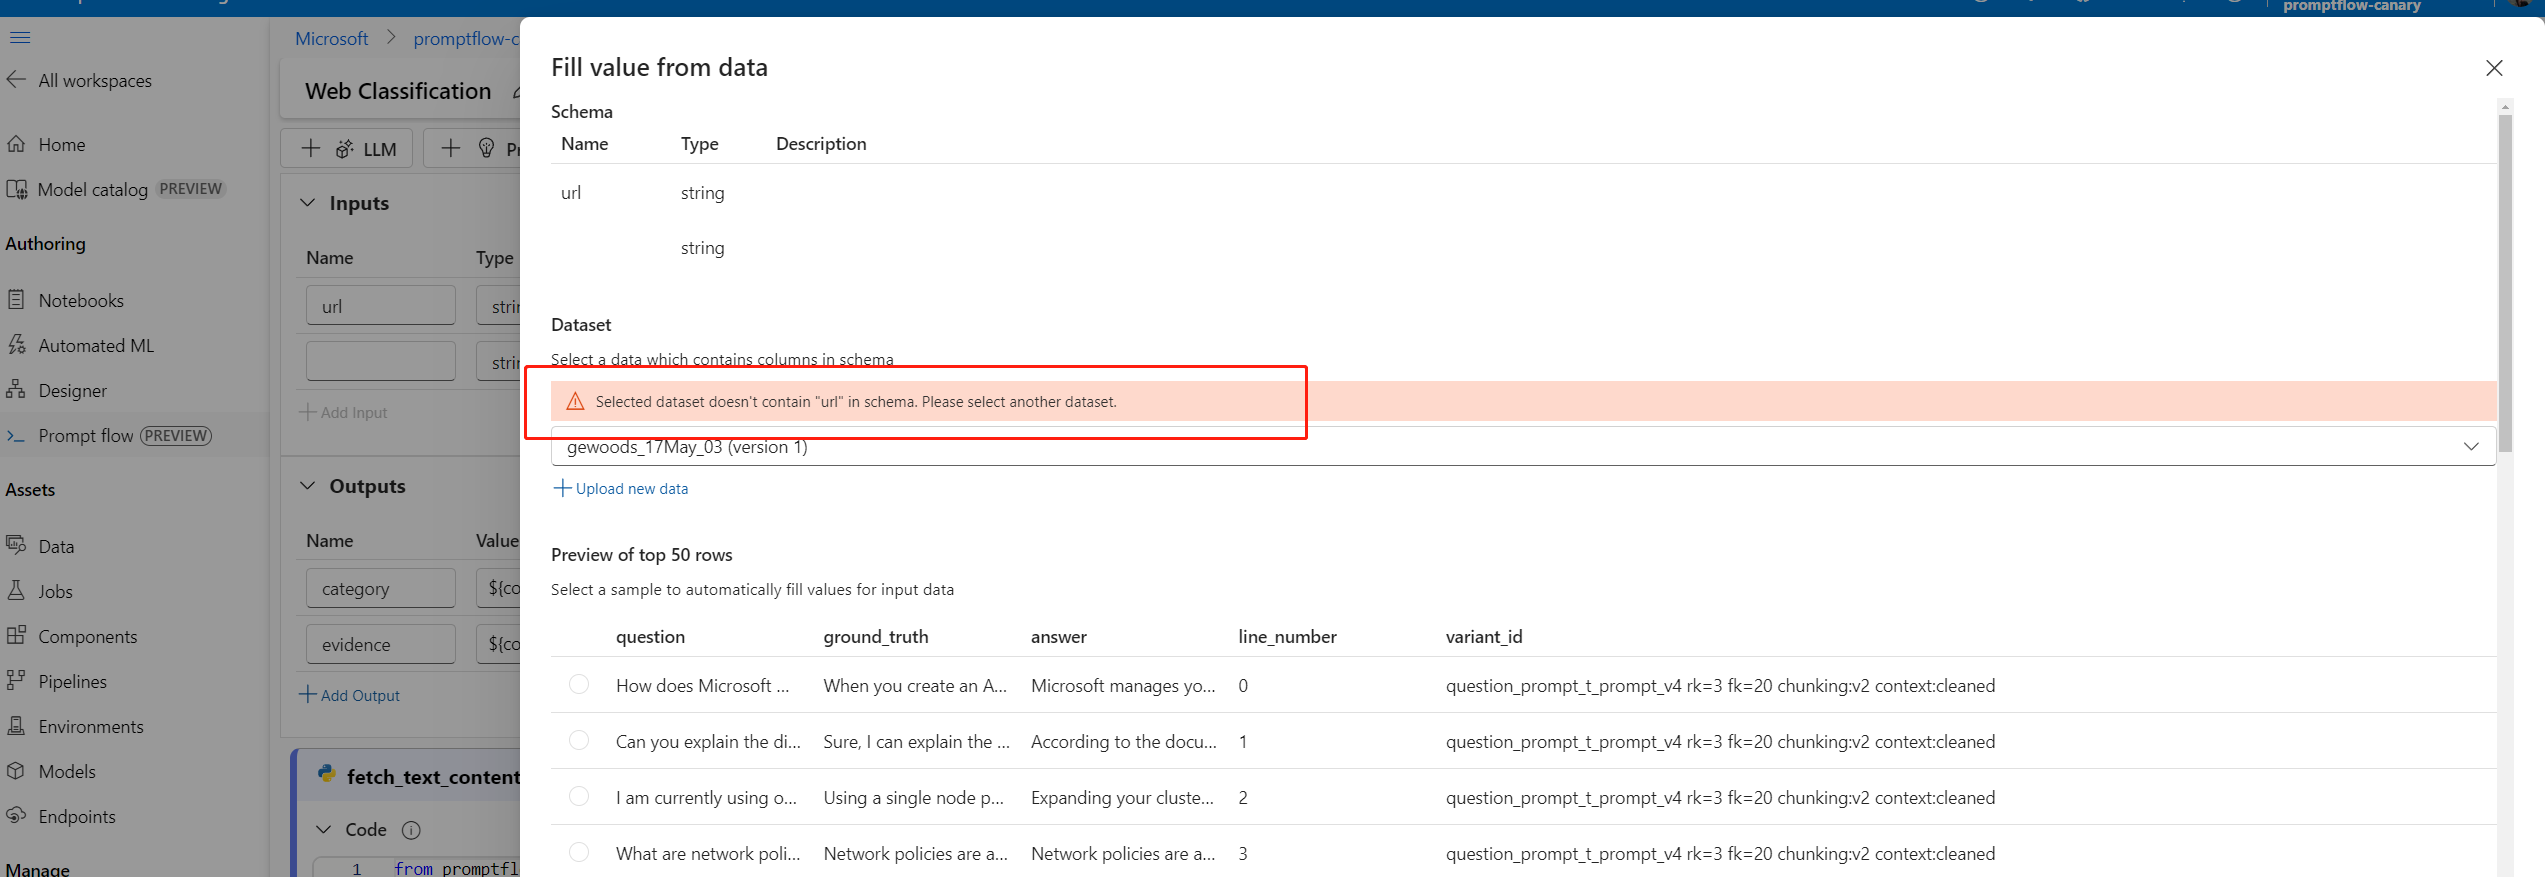 promptflow-canary
Microsoft > promptflow-c
All workspaces
Web Classification
Home
Model catalog PREVIEW
LLM
Pr
Inputs
Authoring
Name Type
Notebooks
url strin
Automated ML
strin
Designer
Add Input
Prompt flow PREVIEW
Outputs
Assets
Name Value
Data
category ${co
Jobs
Components
evidence ${co
Pipelines
Add Output
Environments
Models
fetch_text_content
Endpoints
Code
Manage
1 from promptfl
Fill value from data
Schema
Name Type Description
url string
string
Dataset
Select a data which contains columns in schema
Selected dataset doesn't contain "url" in schema. Please select another dataset.
gewoods_17May_03 (version 1)
Upload new data
Preview of top 50 rows
Select a sample to automatically fill values for input data
question ground_truth answer line_number variant_id
How does Microsoft ... When you create an A... Microsoft manages yo... 0 question_prompt_t_prompt_v4 rk=3 fk=20 chunking:v2 context:cleaned
Can you explain the di... Sure, I can explain the ... According to the docu... 1 question_prompt_t_prompt_v4 rk=3 fk=20 chunking:v2 context:cleaned
I am currently using o... Using a single node p... Expanding your cluste... 2 question_prompt_t_prompt_v4 rk=3 fk=20 chunking:v2 context:cleaned
What are network poli... Network policies are a... Network policies are a... 3 question_prompt_t_prompt_v4 rk=3 fk=20 chunking:v2 context:cleaned